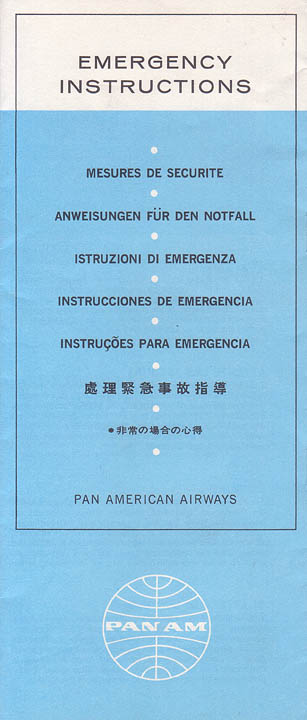 EMERGENCY
INSTRUCTIONS
MESURES DE SECURITE
ANWEISUNGEN FÜR DEN NOTFALL
ISTRUZIONI DI EMERGENZA
INSTRUCCIONES DE EMERGENCIA
INSTRUÇÕES PARA EMERGENCIA
處理緊急事故指導
●非常の場合の心得
PAN AMERICAN AIRWAYS
PAN AM